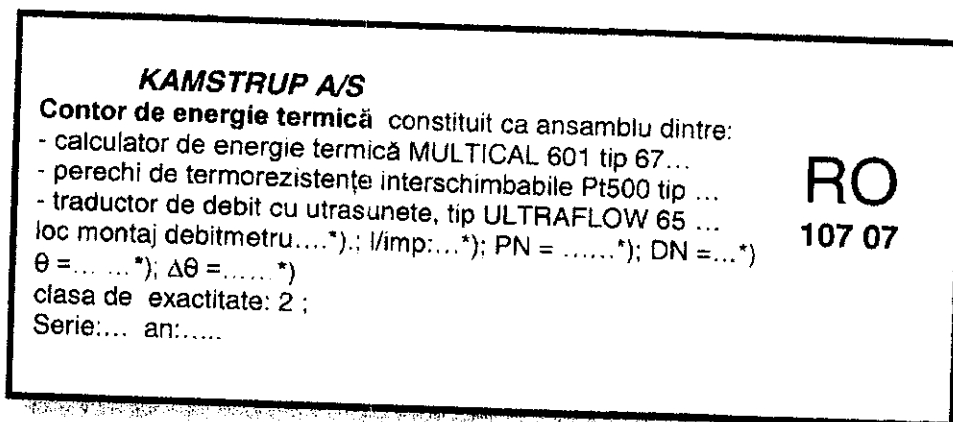 KAMSTRUP A/S
Contor de energie termică constituit ca ansamblu dintre:
- calculator de energie termică MULTICAL 601 tip 67...
- perechi de termorezistenţe interschimbabile Pt500 tip ...
- traductor de debit cu utrasunete, tip ULTRAFLOW 65 ...
loc montaj debitmetru....*).; l/imp:...*); PN = ......*); DN =...*)
θ =... ...*); Δθ =...... *)
clasa de exactitate: 2 ;
Serie:... an:.....
RO
107 07